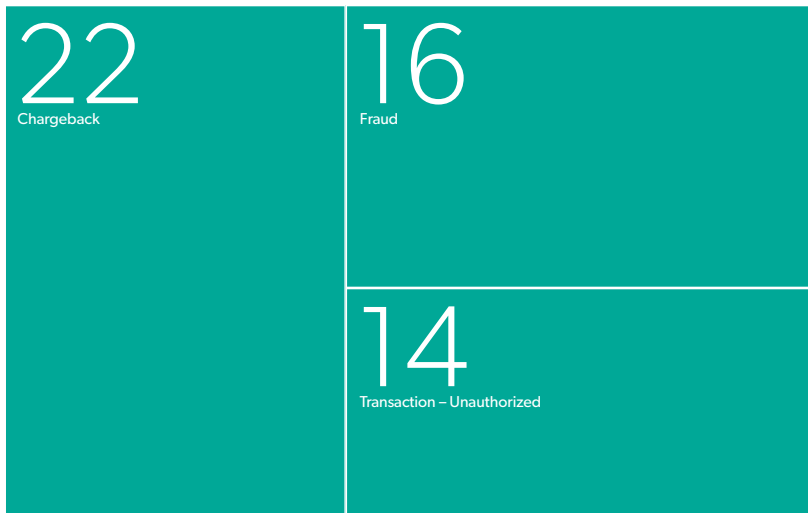 22
Chargeback
16
Fraud
14
Transaction – Unauthorized